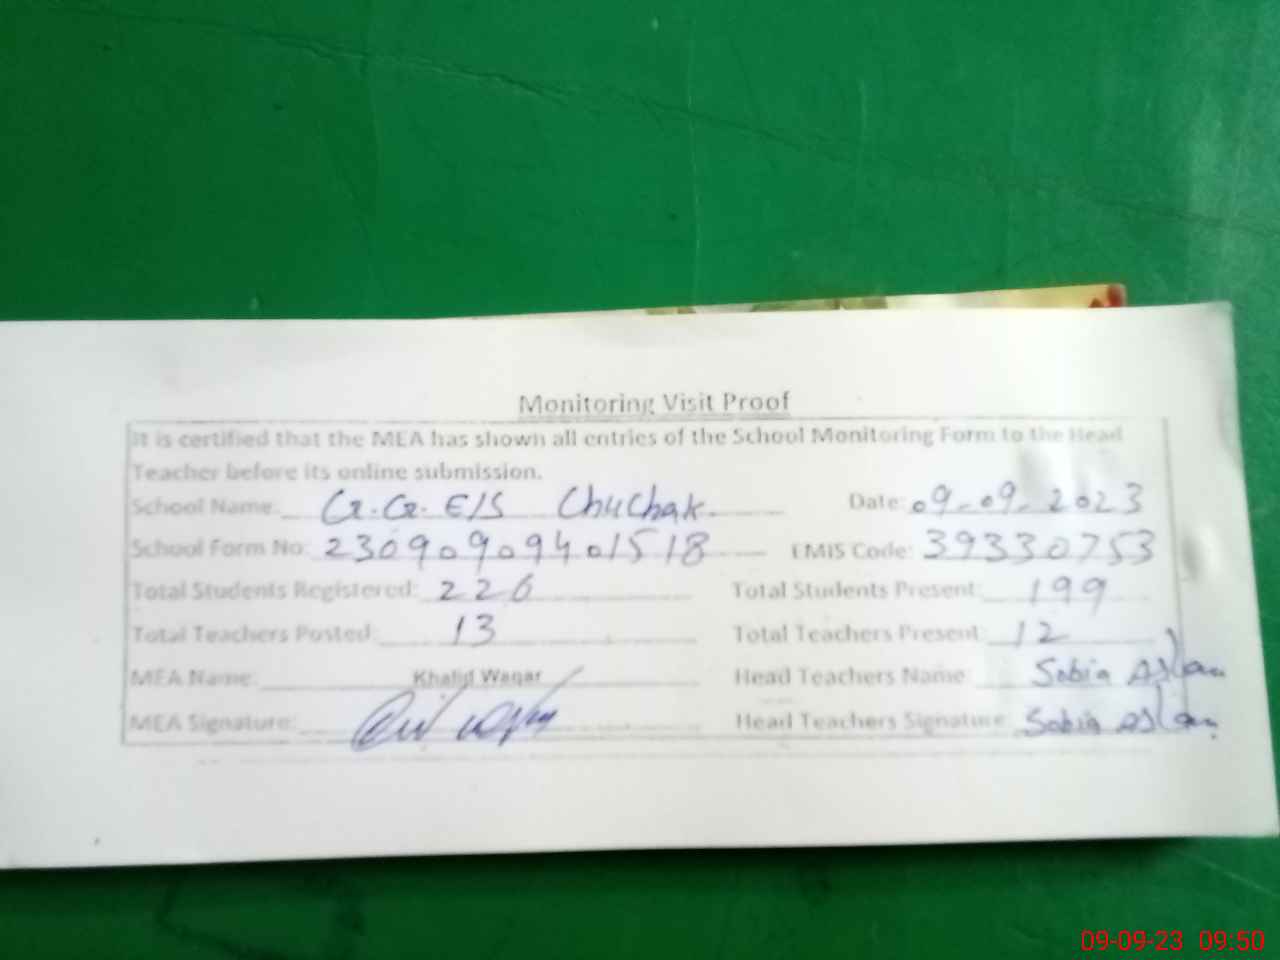 Monitoring Visit Proof
It is certified that the MEA has shown all entries of the School Monitoring Form to the Head
Teacher before its online submission.
School Name: G.G.E/S Chuchak. Date: 09-09-2023
School Form No: 23090909401518 EMIS Code: 39330753
Total Students Registered: 226 Total Students Present: 199
Total Teachers Posted: 13 Total Teachers Present: 12
MEA Name: Khalid Waqar Head Teachers Name: Sobia Aslam
MEA Signature: Head Teachers Signature: Sobia Aslam
09-09-23 09:50